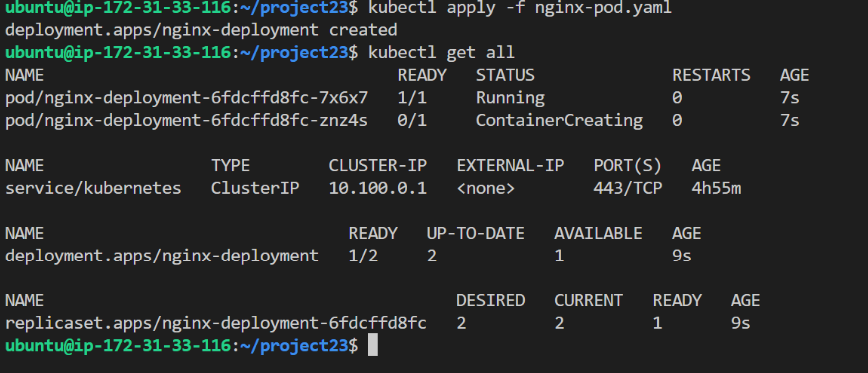 ubuntu@ip-172-31-33-116:~/project23$ kubectl apply -f nginx-pod.yaml
deployment.apps/nginx-deployment created
ubuntu@ip-172-31-33-116:~/project23$ kubectl get all
NAME READY STATUS RESTARTS AGE
pod/nginx-deployment-6fdcffd8fc-7x6x7 1/1 Running 0 7s
pod/nginx-deployment-6fdcffd8fc-znz4s 0/1 ContainerCreating 0 7s
NAME TYPE CLUSTER-IP EXTERNAL-IP PORT(S) AGE
service/kubernetes ClusterIP 10.100.0.1 <none> 443/TCP 4h55m
NAME READY UP-TO-DATE AVAILABLE AGE
deployment.apps/nginx-deployment 1/2 2 1 9s
NAME DESIRED CURRENT READY AGE
replicaset.apps/nginx-deployment-6fdcffd8fc 2 2 1 9s
ubuntu@ip-172-31-33-116:~/project23$